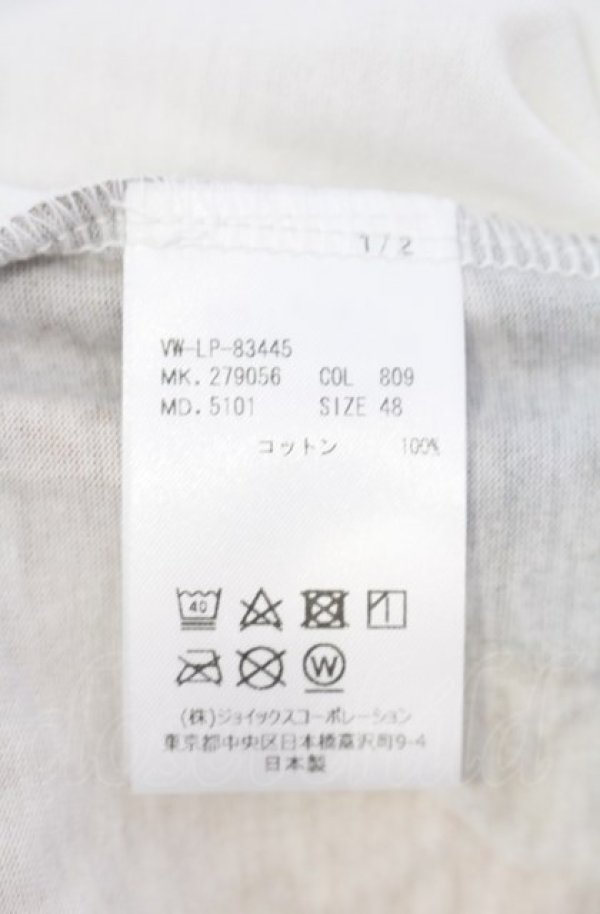 1/2
VW-LP-83445
MK. 279056 COL 809
MD. 5101 SIZE 48
コットン 100%
40
W
(株)ジョイックスコーポレーション
東京都中央区日本橋富沢町9-4
日本製